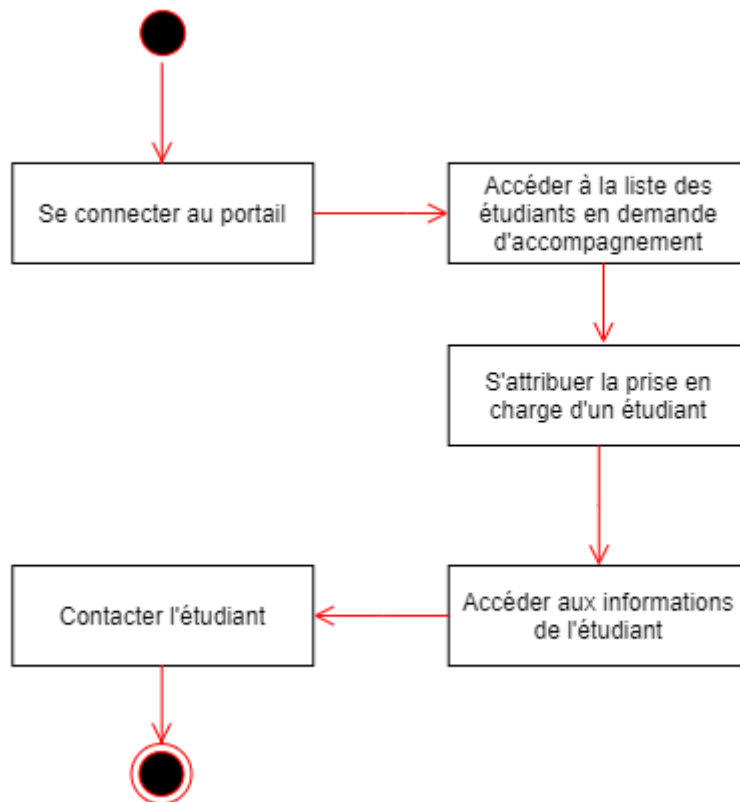 Se connecter au portail
Accéder à la liste des
étudiants en demande
d'accompagnement
S'attribuer la prise en
charge d'un étudiant
Accéder aux informations
de l'étudiant
Contacter l'étudiant